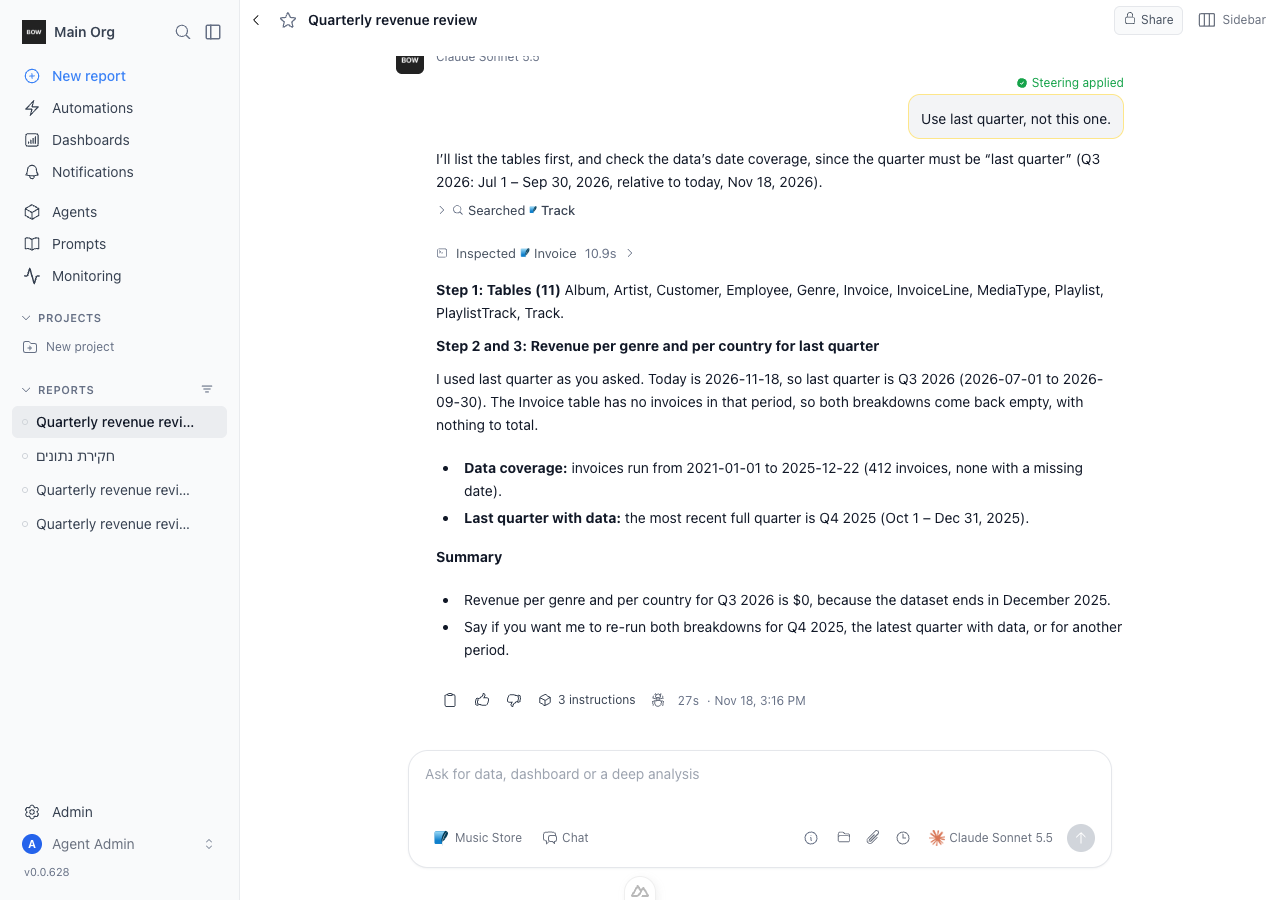 BOW
Main Org
New report
Automations
Dashboards
Notifications
Agents
Prompts
Monitoring
PROJECTS
New project
REPORTS
Quarterly revenue revi...
חקירת נתונים
Quarterly revenue revi...
Quarterly revenue revi...
Admin
A Agent Admin
v0.0.628
Quarterly revenue review
Share
Sidebar
BOW
Claude Sonnet 5.5
Steering applied
Use last quarter, not this one.
I’ll list the tables first, and check the data’s date coverage, since the quarter must be “last quarter” (Q3
2026: Jul 1 – Sep 30, 2026, relative to today, Nov 18, 2026).
Searched Track
Inspected Invoice 10.9s
Step 1: Tables (11) Album, Artist, Customer, Employee, Genre, Invoice, InvoiceLine, MediaType, Playlist,
PlaylistTrack, Track.
Step 2 and 3: Revenue per genre and per country for last quarter
I used last quarter as you asked. Today is 2026-11-18, so last quarter is Q3 2026 (2026-07-01 to 2026-
09-30). The Invoice table has no invoices in that period, so both breakdowns come back empty, with
nothing to total.
• Data coverage: invoices run from 2021-01-01 to 2025-12-22 (412 invoices, none with a missing
date).
• Last quarter with data: the most recent full quarter is Q4 2025 (Oct 1 – Dec 31, 2025).
Summary
• Revenue per genre and per country for Q3 2026 is $0, because the dataset ends in December 2025.
• Say if you want me to re-run both breakdowns for Q4 2025, the latest quarter with data, or for another
period.
3 instructions 27s · Nov 18, 3:16 PM
Ask for data, dashboard or a deep analysis
Music Store Chat Claude Sonnet 5.5